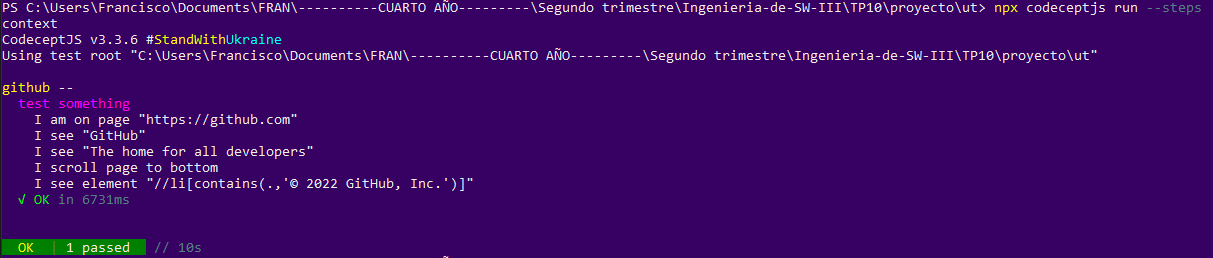 PS C:\Users\Francisco\Documents\FRAN\----------CUARTO AÑO---------\Segundo trimestre\Ingenieria-de-SW-III\TP10\proyecto\ut> npx codeceptjs run --steps
context
CodeceptJS v3.3.6 #StandWithUkraine
Using test root "C:\Users\Francisco\Documents\FRAN\----------CUARTO AÑO---------\Segundo trimestre\Ingenieria-de-SW-III\TP10\proyecto\ut"
github --
test something
I am on page "https://github.com"
I see "GitHub"
I see "The home for all developers"
I scroll page to bottom
I see element "//li[contains(.,'© 2022 GitHub, Inc.')]"
√ OK in 6731ms
OK | 1 passed // 10s